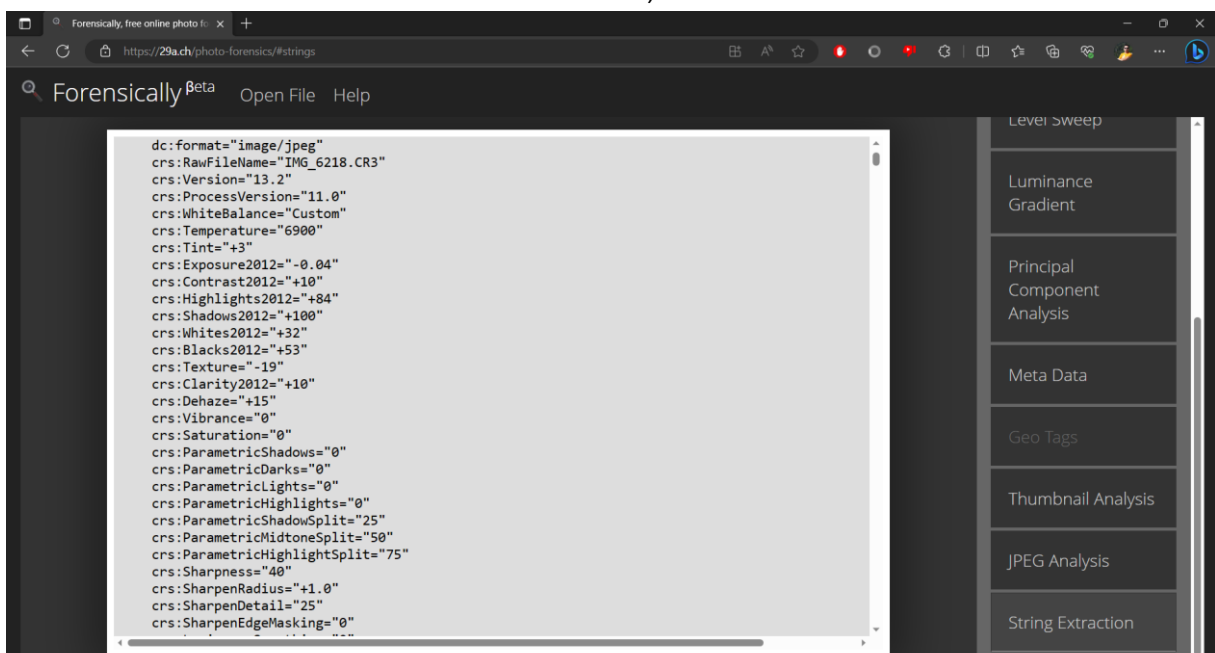 Forensically, free online photo fo
https://29a.ch/photo-forensics/#strings
Forensically βeta Open File Help
dc:format="image/jpeg"
crs:RawFileName="IMG_6218.CR3"
crs:Version="13.2"
crs:ProcessVersion="11.0"
crs:WhiteBalance="Custom"
crs:Temperature="6900"
crs:Tint="+3"
crs:Exposure2012="-0.04"
crs:Contrast2012="+10"
crs:Highlights2012="+84"
crs:Shadows2012="+100"
crs:Whites2012="+32"
crs:Blacks2012="+53"
crs:Texture="-19"
crs:Clarity2012="+10"
crs:Dehaze="+15"
crs:Vibrance="0"
crs:Saturation="0"
crs:ParametricShadows="0"
crs:ParametricDarks="0"
crs:ParametricLights="0"
crs:ParametricHighlights="0"
crs:ParametricShadowSplit="25"
crs:ParametricMidtoneSplit="50"
crs:ParametricHighlightSplit="75"
crs:Sharpness="40"
crs:SharpenRadius="+1.0"
crs:SharpenDetail="25"
crs:SharpenEdgeMasking="0"
Level Sweep
Luminance
Gradient
Principal
Component
Analysis
Meta Data
Geo Tags
Thumbnail Analysis
JPEG Analysis
String Extraction